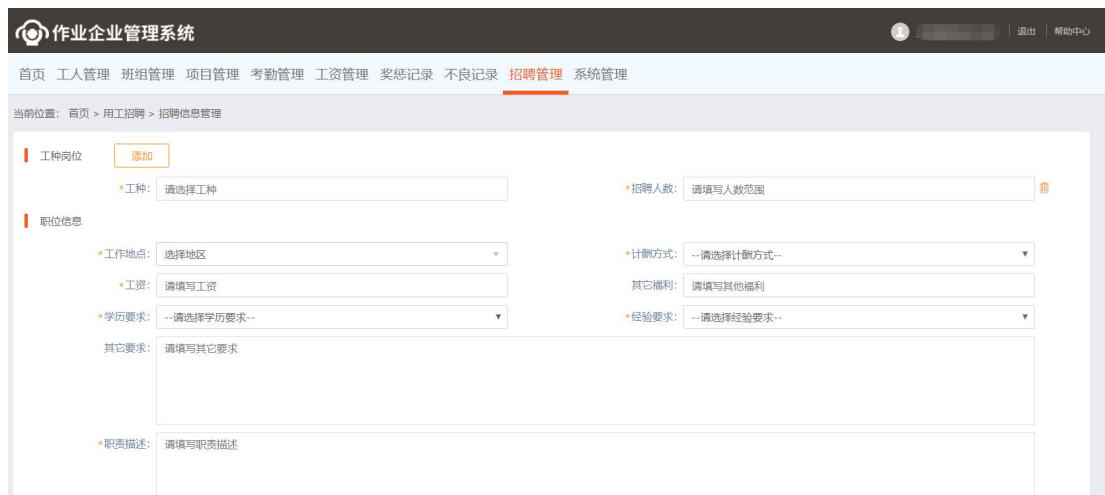 作业企业管理系统
退出 帮助中心
首页 工人管理 班组管理 项目管理 考勤管理 工资管理 奖惩记录 不良记录 招聘管理 系统管理
当前位置: 首页 > 用工招聘 > 招聘信息管理
工种岗位 添加
*工种: 请选择工种 *招聘人数: 请填写人数范围
职位信息
*工作地点: 选择地区 *计酬方式: --请选择计酬方式--
*工资: 请填写工资 其它福利: 请填写其他福利
*学历要求: --请选择学历要求-- *经验要求: --请选择经验要求--
其它要求: 请填写其它要求
*职责描述: 请填写职责描述